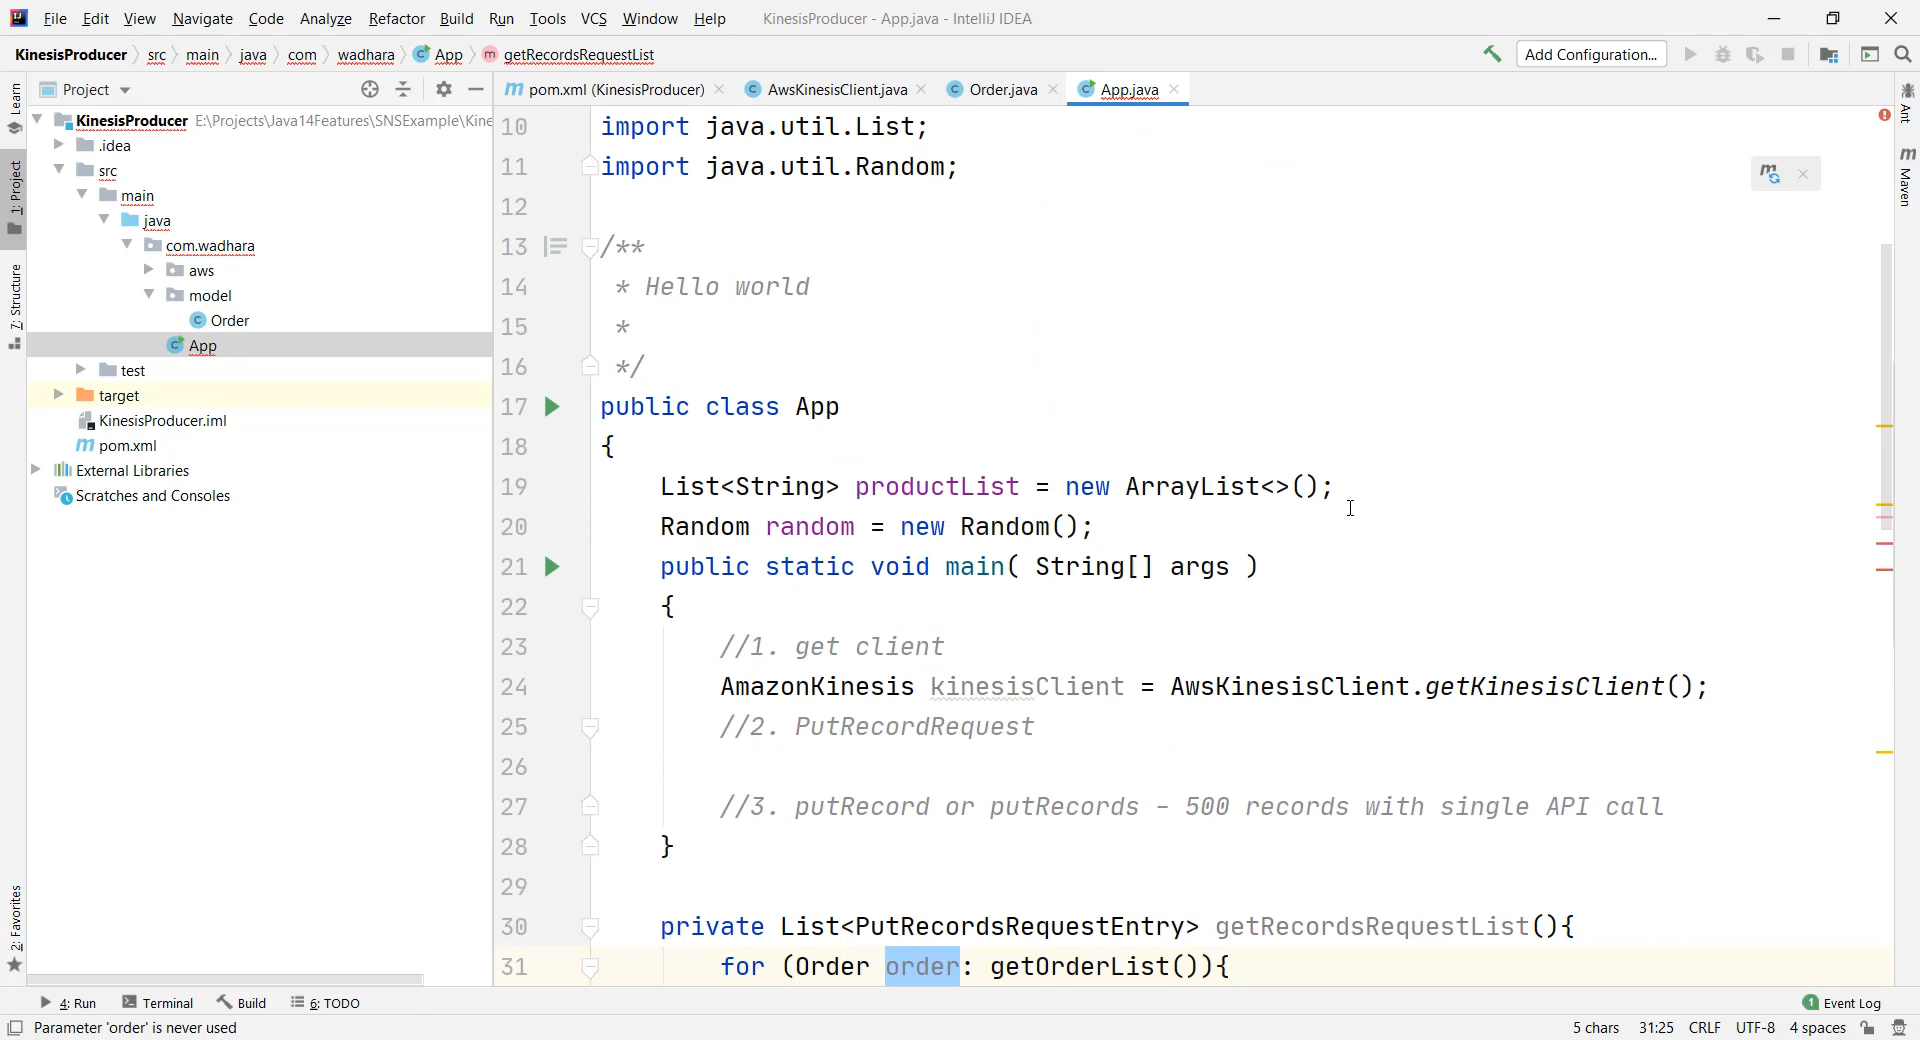 File Edit View Navigate Code Analyze Refactor Build Run Tools VCS Window Help KinesisProducer - App.java - IntelliJ IDEA
KinesisProducer src main java com wadhara App getRecordsRequestList Add Configuration...
Project
pom.xml (KinesisProducer) AwsKinesisClient.java Order.java App.java
Learn
1: Project
7: Structure
2: Favorites
KinesisProducer E:\Projects\Java14Features\SNSExample\Kine
.idea
src
main
java
com.wadhara
aws
model
Order
App
test
target
KinesisProducer.iml
pom.xml
External Libraries
Scratches and Consoles
10 import java.util.List;
11 import java.util.Random;
12
13 /**
14 * Hello world
15 *
16 */
17 public class App
18 {
19 List<String> productList = new ArrayList<>();
20 Random random = new Random();
21 public static void main( String[] args )
22 {
23 //1. get client
24 AmazonKinesis kinesisClient = AwsKinesisClient.getKinesisClient();
25 //2. PutRecordRequest
26
27 //3. putRecord or putRecords - 500 records with single API call
28 }
29
30 private List<PutRecordsRequestEntry> getRecordsRequestList(){
31 for (Order order: getOrderList()){
Ant
Maven
4: Run Terminal Build 6: TODO 1 Event Log
Parameter 'order' is never used 5 chars 31:25 CRLF UTF-8 4 spaces